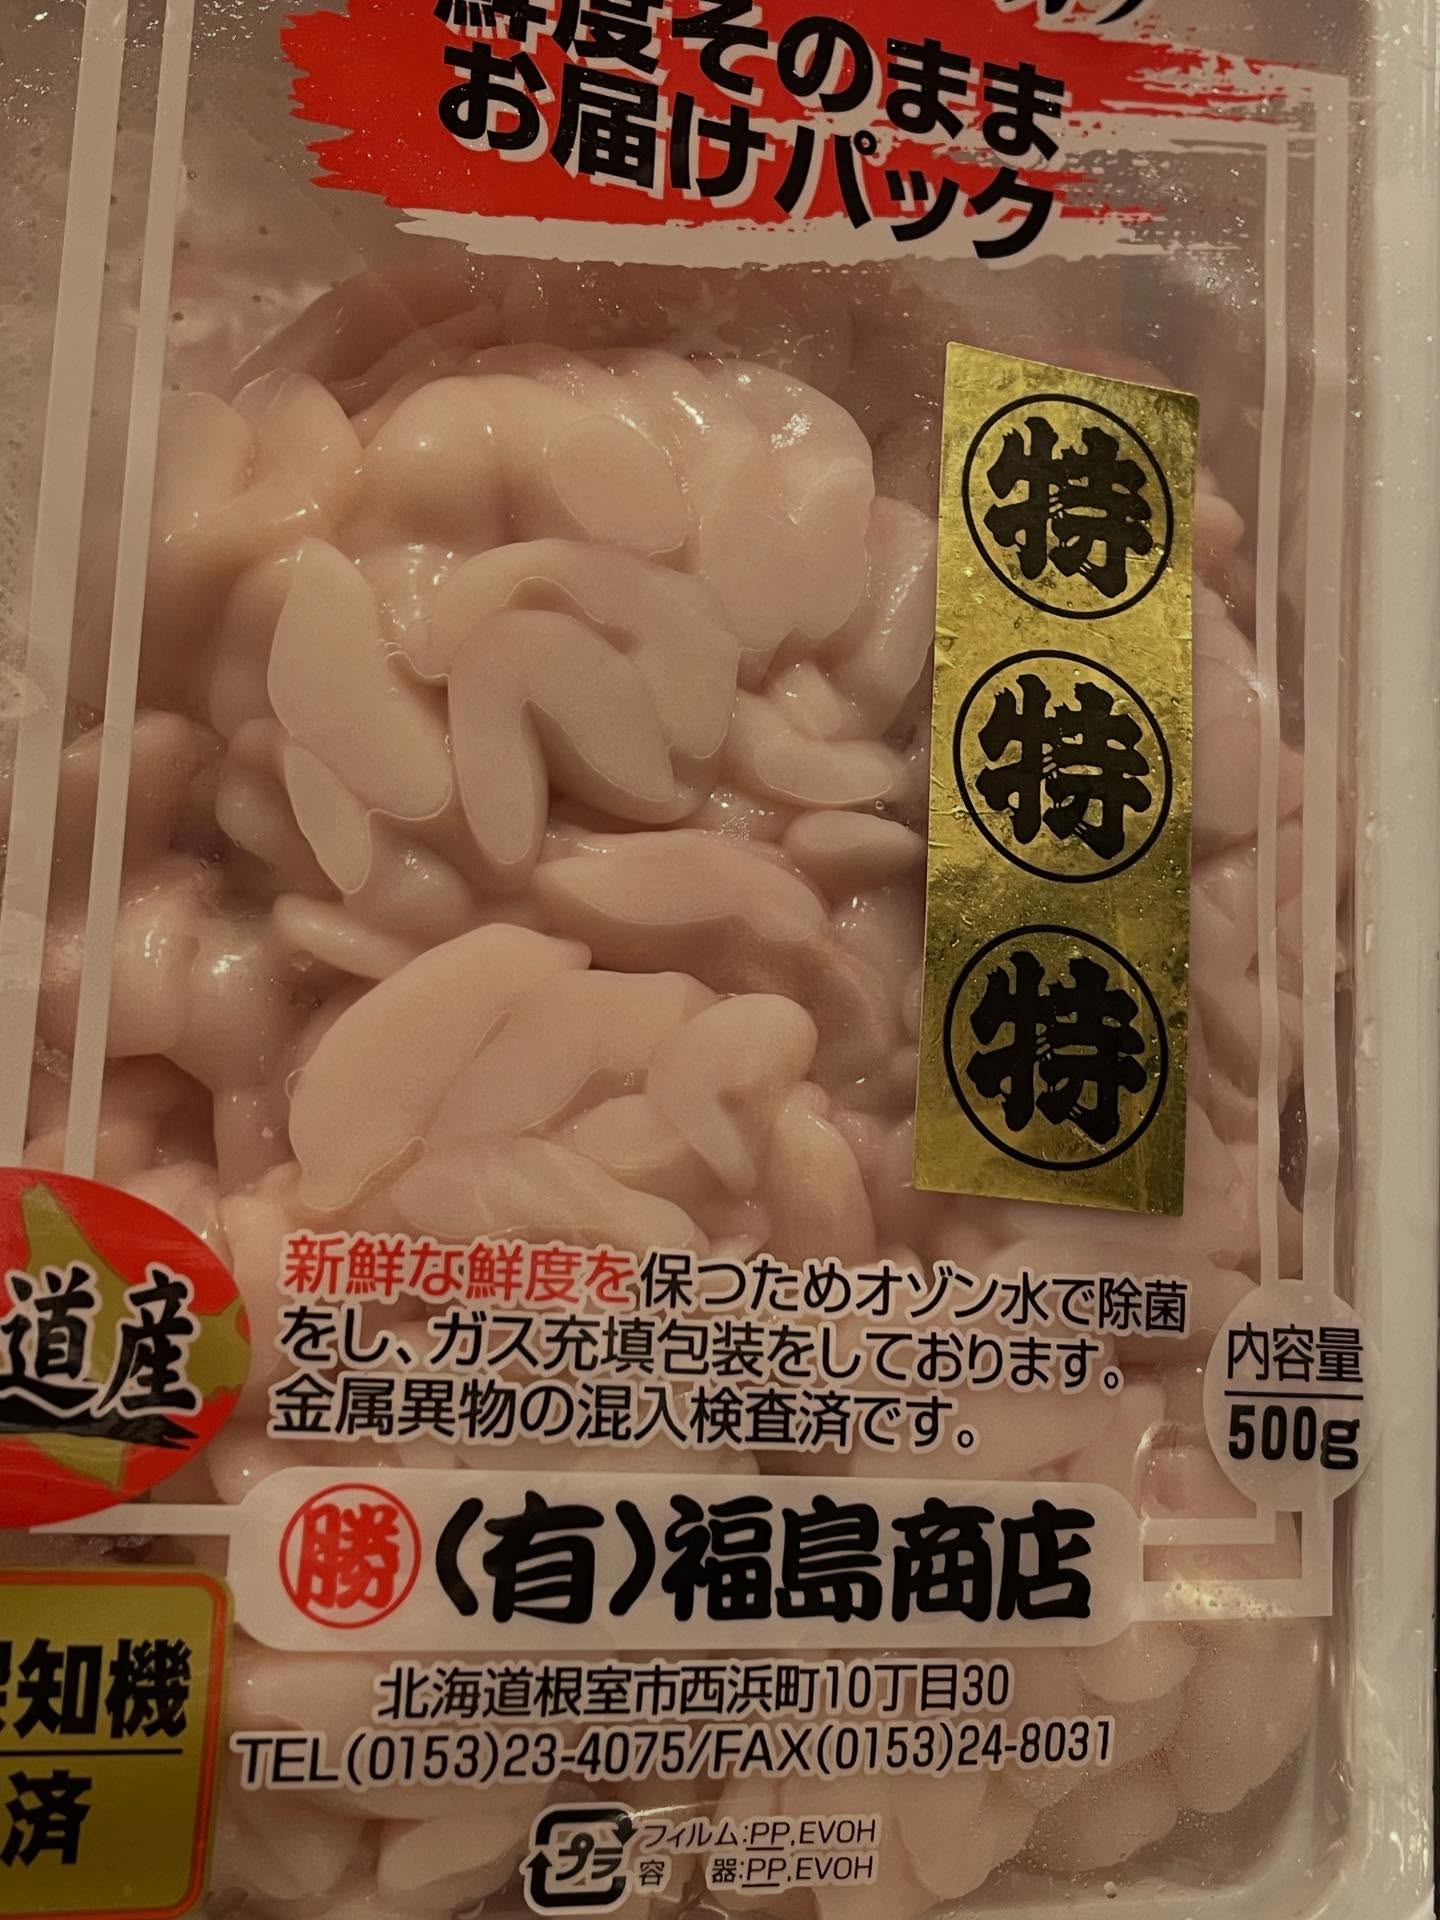 鮮度そのまま
お届けパック
特
特
特
新鮮な鮮度を保つためオゾン水で除菌
をし、ガス充填包装をしております。
金属異物の混入検査済です。
道産
内容量
500g
勝(有)福島商店
知機
済
北海道根室市西浜町10丁目30
TEL(0153)23-4075/FAX(0153)24-8031
プラ
フィルム:PP,EVOH
容 器:PP,EVOH